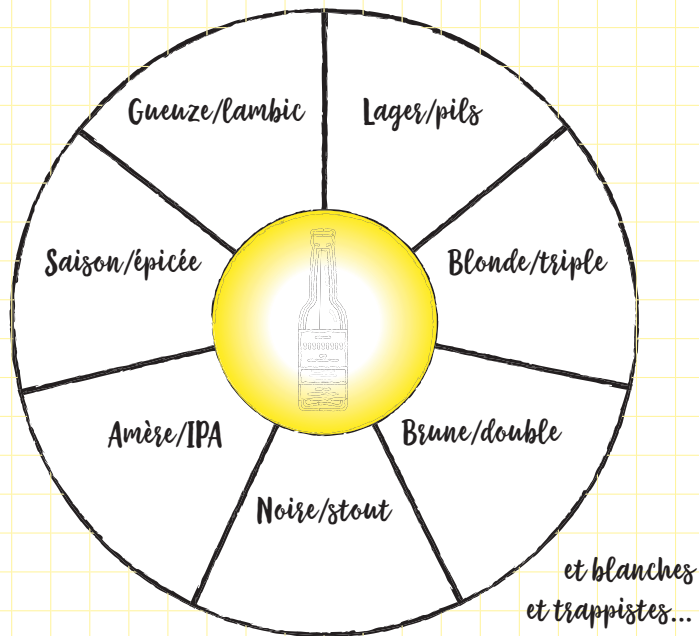 Gueuze/lambic
Lager/pils
Saison/épicée
Blonde/triple
Amère/IPA
Brune/double
Noire/stout
et blanches
et trappistes...